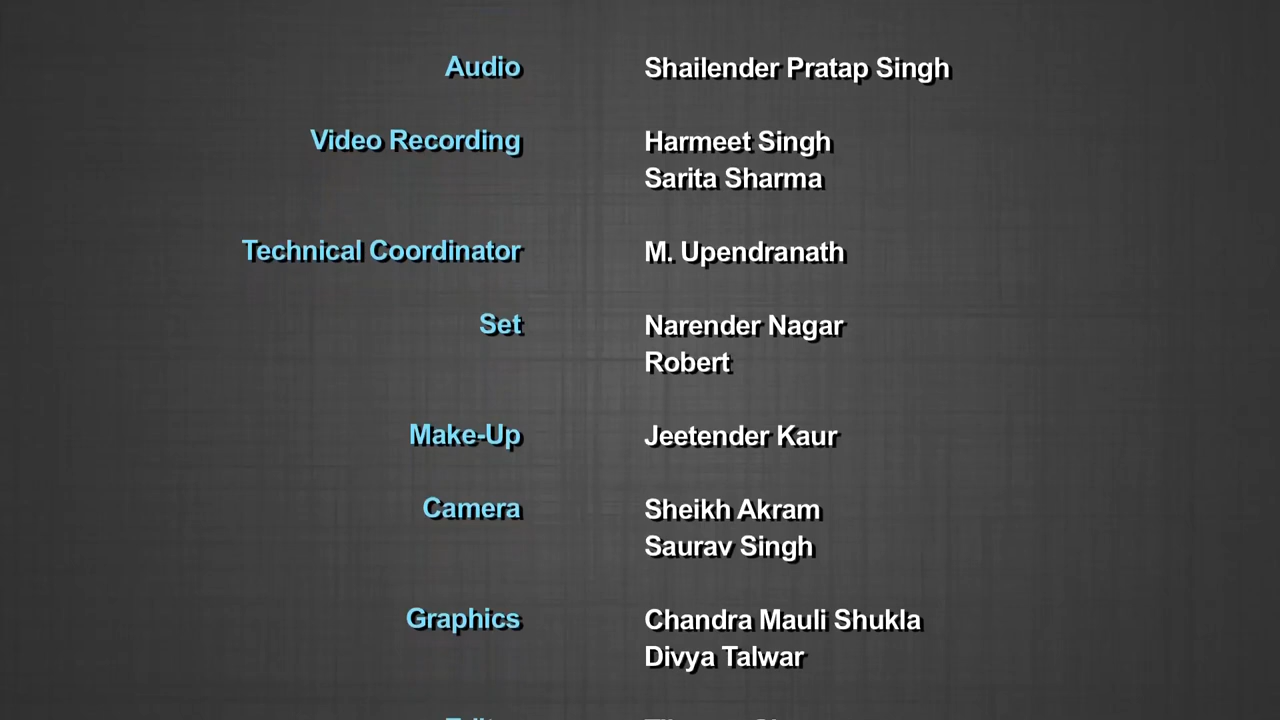 Audio Shailender Pratap Singh
Video Recording Harmeet Singh
Sarita Sharma
Technical Coordinator M. Upendranath
Set Narender Nagar
Robert
Make-Up Jeetender Kaur
Camera Sheikh Akram
Saurav Singh
Graphics Chandra Mauli Shukla
Divya Talwar